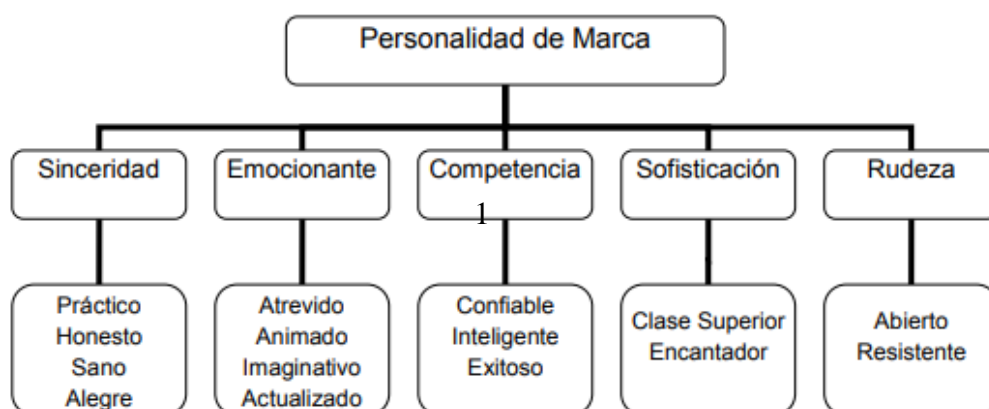 Personalidad de Marca
Sinceridad
Emocionante
Competencia
Sofisticación
Rudeza
1
Práctico
Honesto
Sano
Alegre
Atrevido
Animado
Imaginativo
Actualizado
Confiable
Inteligente
Exitoso
Clase Superior
Encantador
Abierto
Resistente